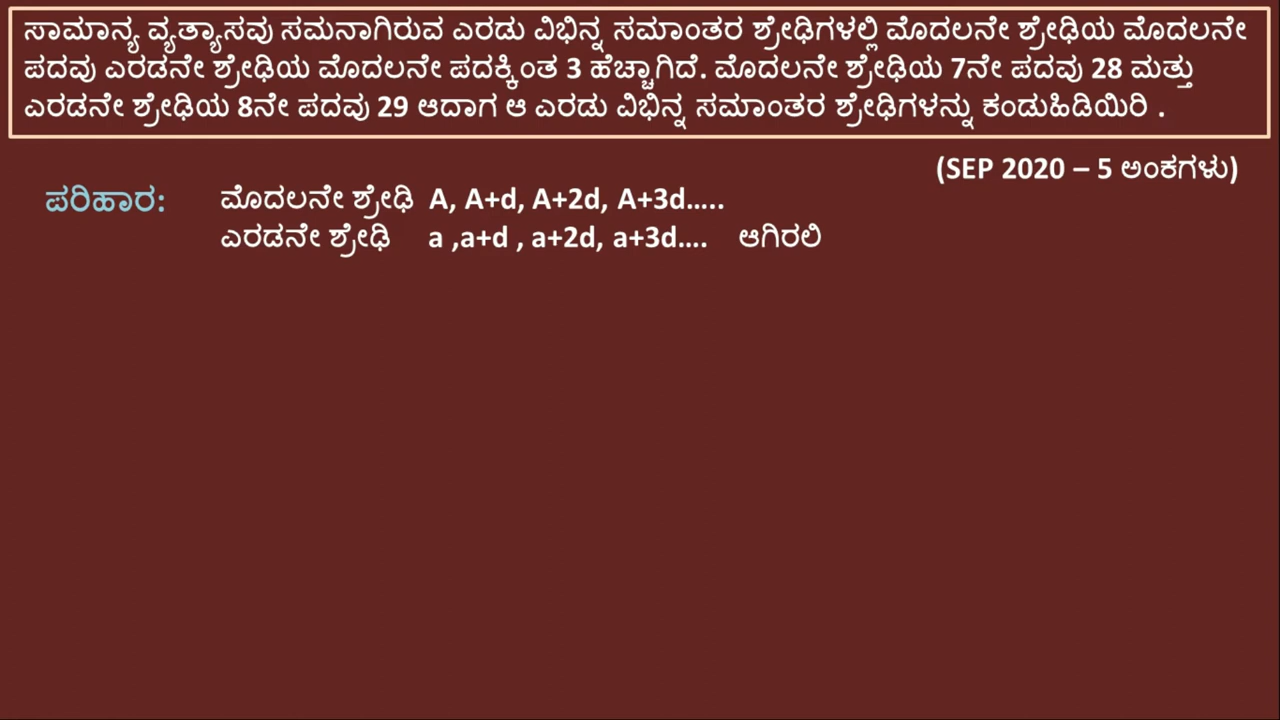 ಸಾಮಾನ್ಯ ವ್ಯತ್ಯಾಸವು ಸಮನಾಗಿರುವ ಎರಡು ವಿಭಿನ್ನ ಸಮಾಂತರ ಶ್ರೇಢಿಗಳಲ್ಲಿ ಮೊದಲನೇ ಶ್ರೇಢಿಯ ಮೊದಲನೇ
ಪದವು ಎರಡನೇ ಶ್ರೇಢಿಯ ಮೊದಲನೇ ಪದಕ್ಕಿಂತ 3 ಹೆಚ್ಚಾಗಿದೆ. ಮೊದಲನೇ ಶ್ರೇಢಿಯ 7ನೇ ಪದವು 28 ಮತ್ತು
ಎರಡನೇ ಶ್ರೇಢಿಯ 8ನೇ ಪದವು 29 ಆದಾಗ ಆ ಎರಡು ವಿಭಿನ್ನ ಸಮಾಂತರ ಶ್ರೇಢಿಗಳನ್ನು ಕಂಡುಹಿಡಿಯಿರಿ .
(SEP 2020 – 5 ಅಂಕಗಳು)
ಪರಿಹಾರ: ಮೊದಲನೇ ಶ್ರೇಢಿ A, A+d, A+2d, A+3d.....
ಎರಡನೇ ಶ್ರೇಢಿ a ,a+d , a+2d, a+3d.... ಆಗಿರಲಿ